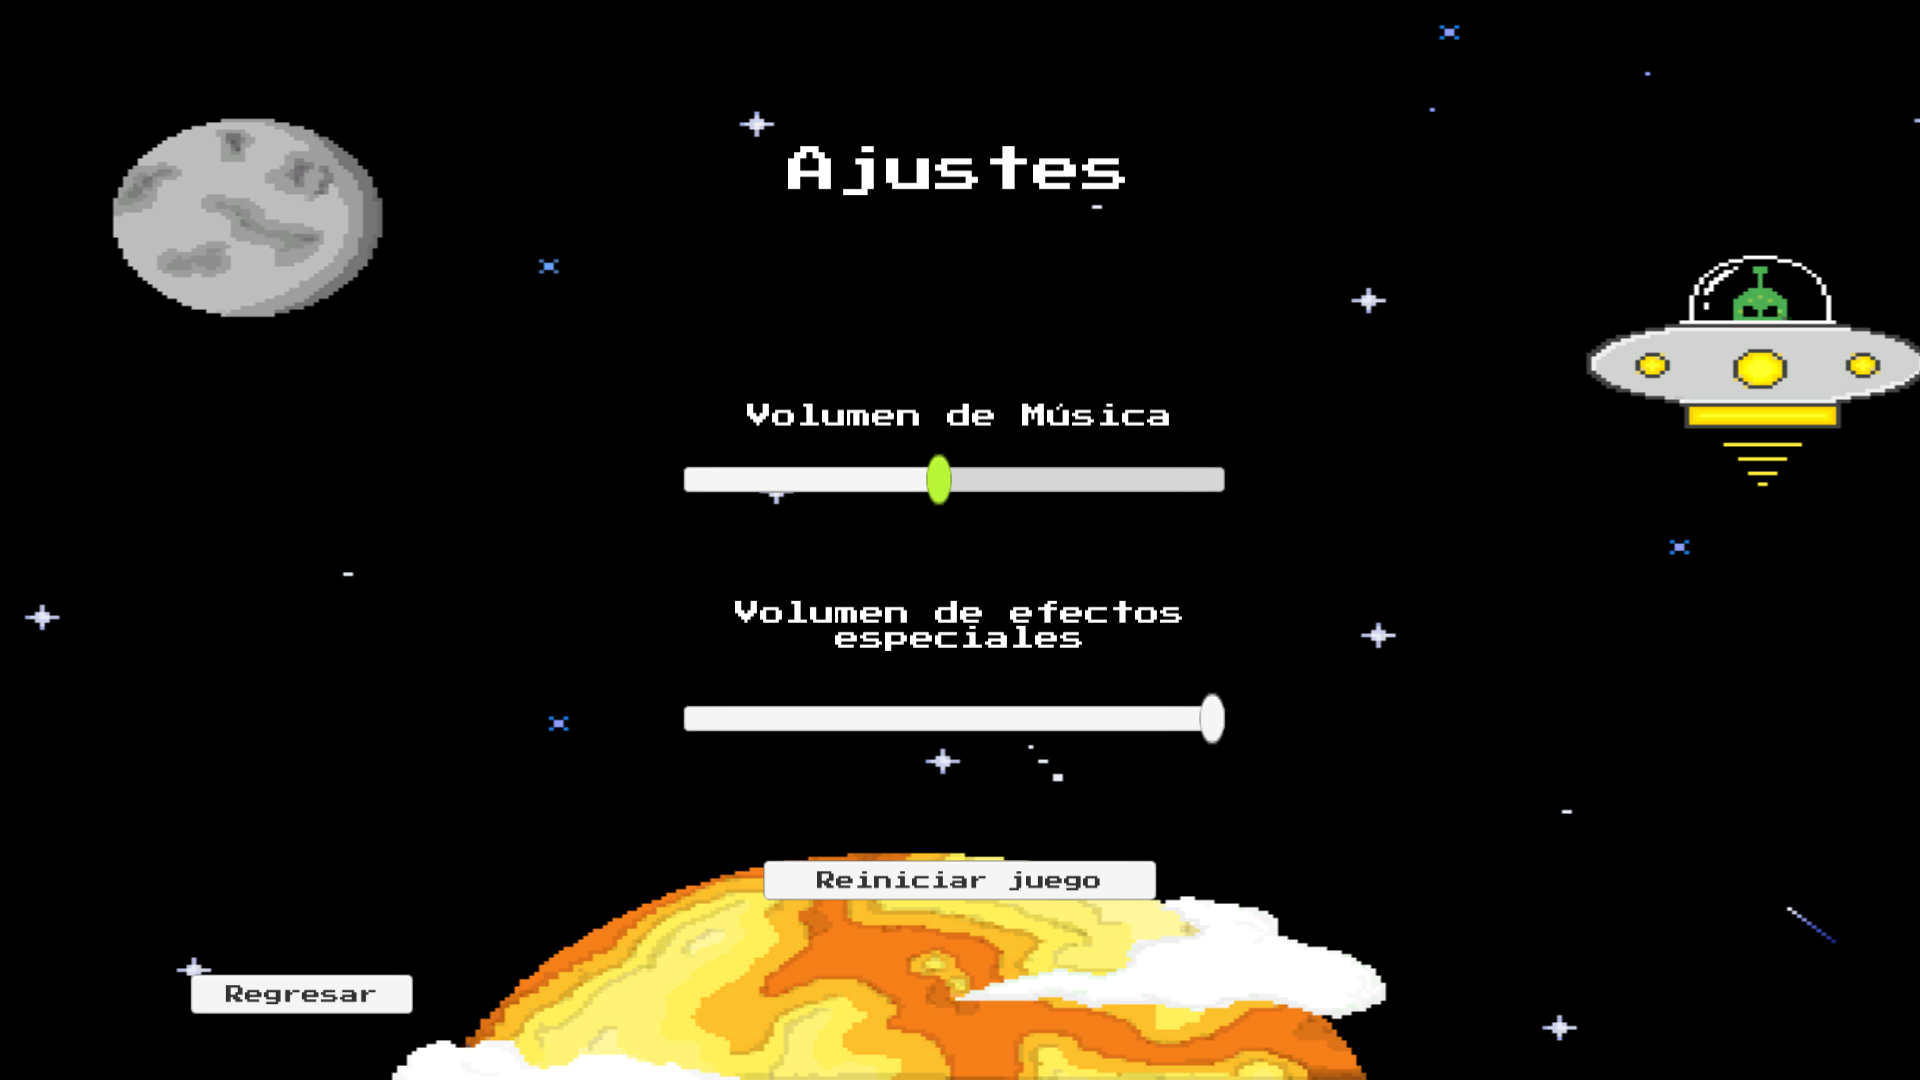 Ajustes
Volumen de Música
Volumen de efectos
especiales
Reiniciar juego
Regresar